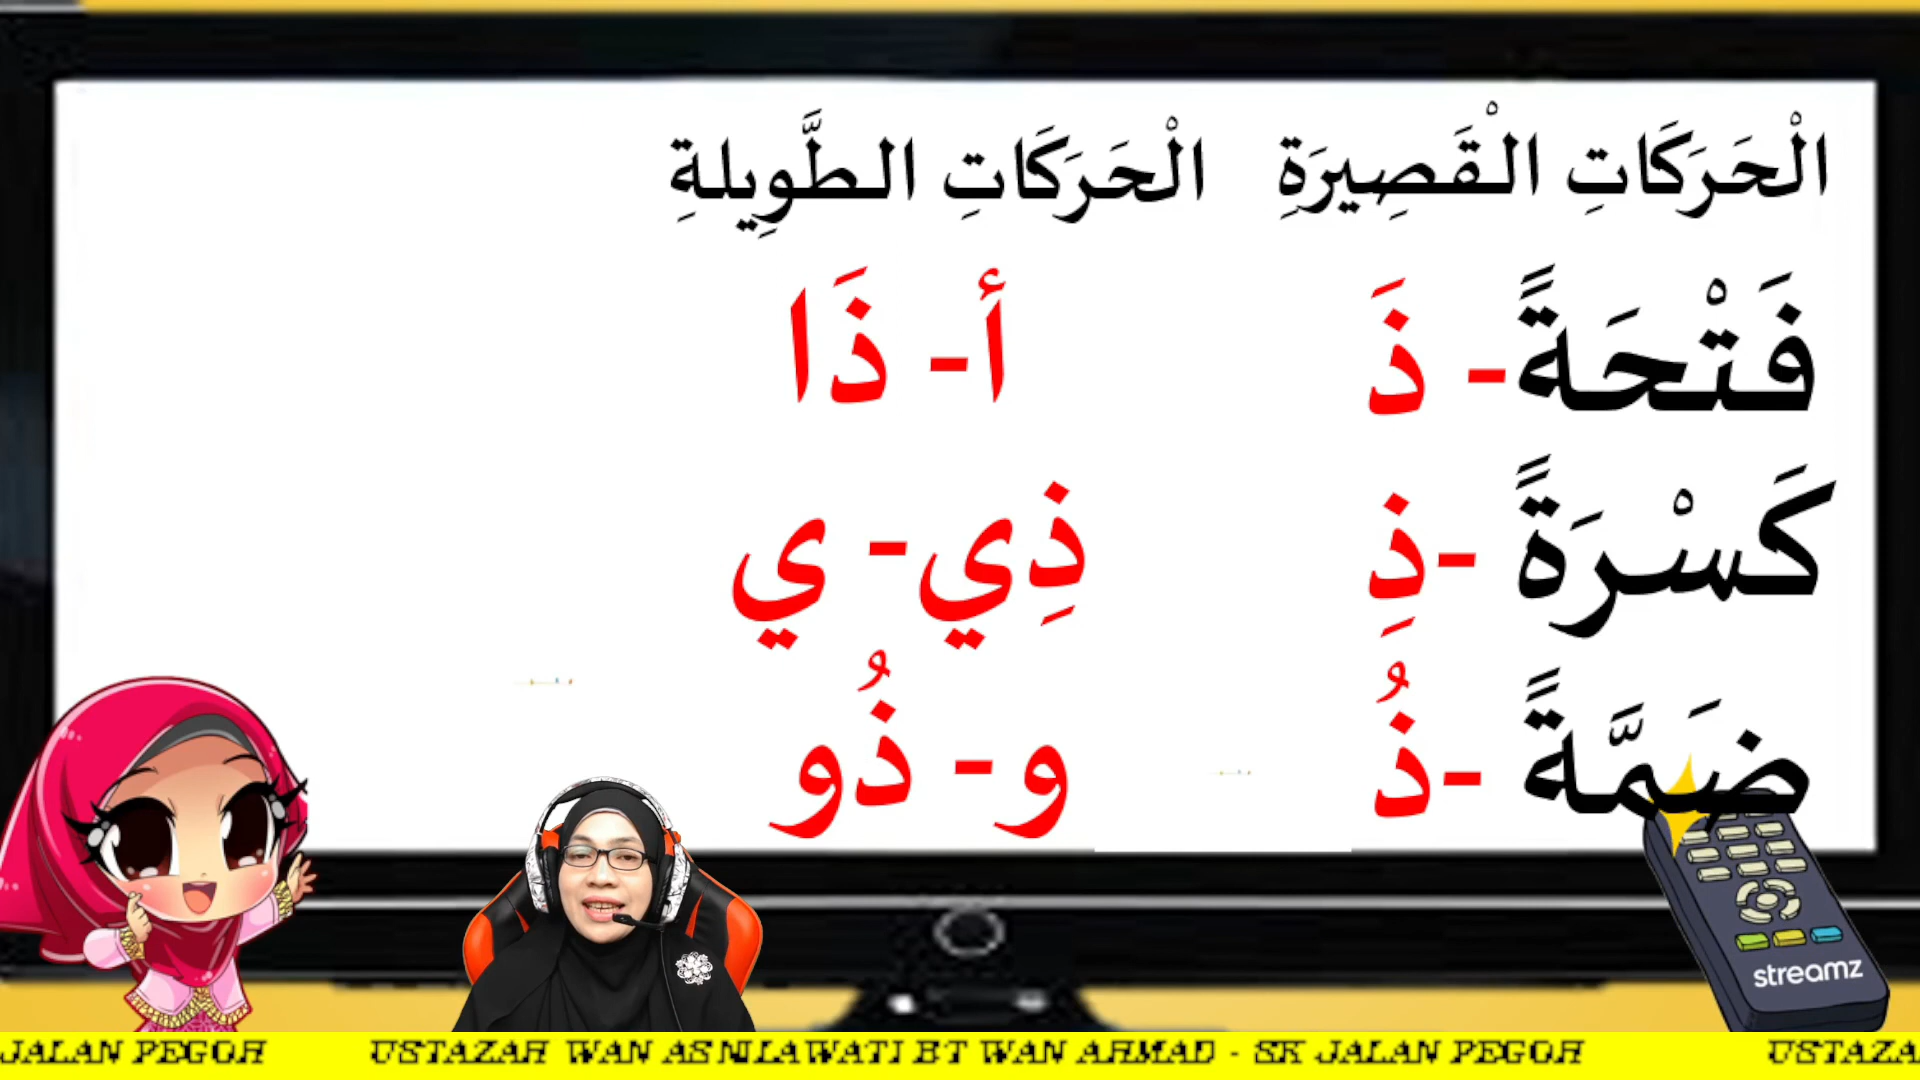 الْحَرَكَاتِ الْقَصِيرَةِ
الْحَرَكَاتِ الطَّوِيلةِ
فَتْحَةً- ذَ
أ- ذَا
كَسْرَةً -ذِ
ذِي- ي
ضَمَّةً -ذُ
و- ذُو
streamz
JALAN PEGOH USTAZAH WAN ASNILAWATI BT WAN AHMAD - SK JALAN PEGOH USTAZA